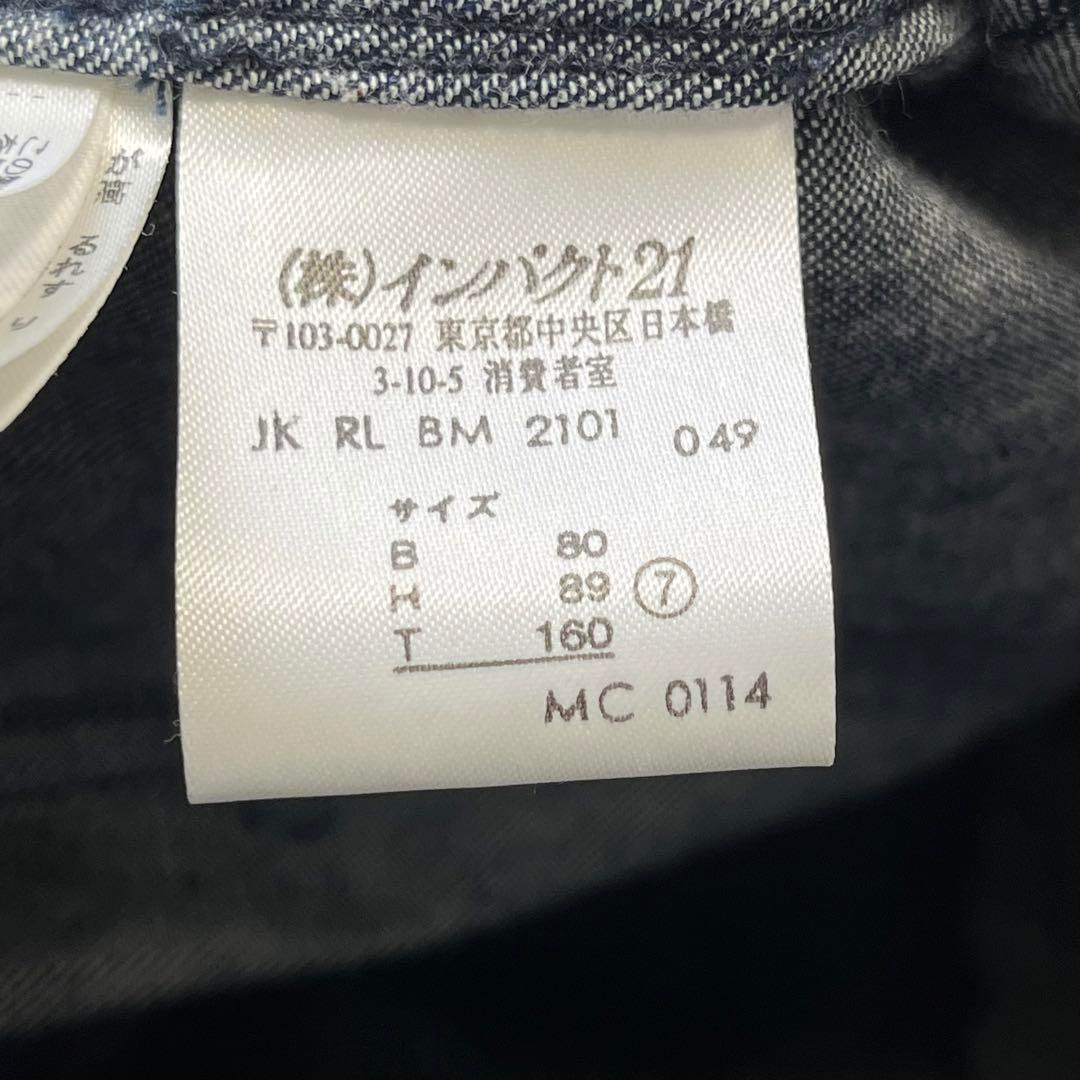 (株)インパクト21
〒103-0027 東京都中央区日本橋
3-10-5 消費者室
JK RL BM 2101 049
サイズ
B 80
H 89 ⑦
T 160
MC 0114
この